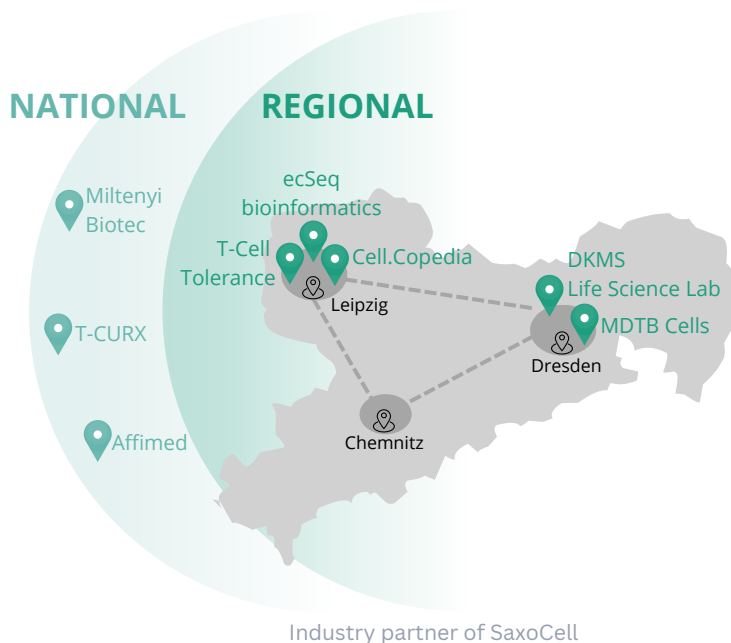 NATIONAL
REGIONAL
Miltenyi
Biotec
T-CURX
Affimed
ecSeq
bioinformatics
T-Cell
Tolerance
Cell.Copedia
Leipzig
DKMS
Life Science Lab
MDTB Cells
Dresden
Chemnitz
Industry partner of SaxoCell